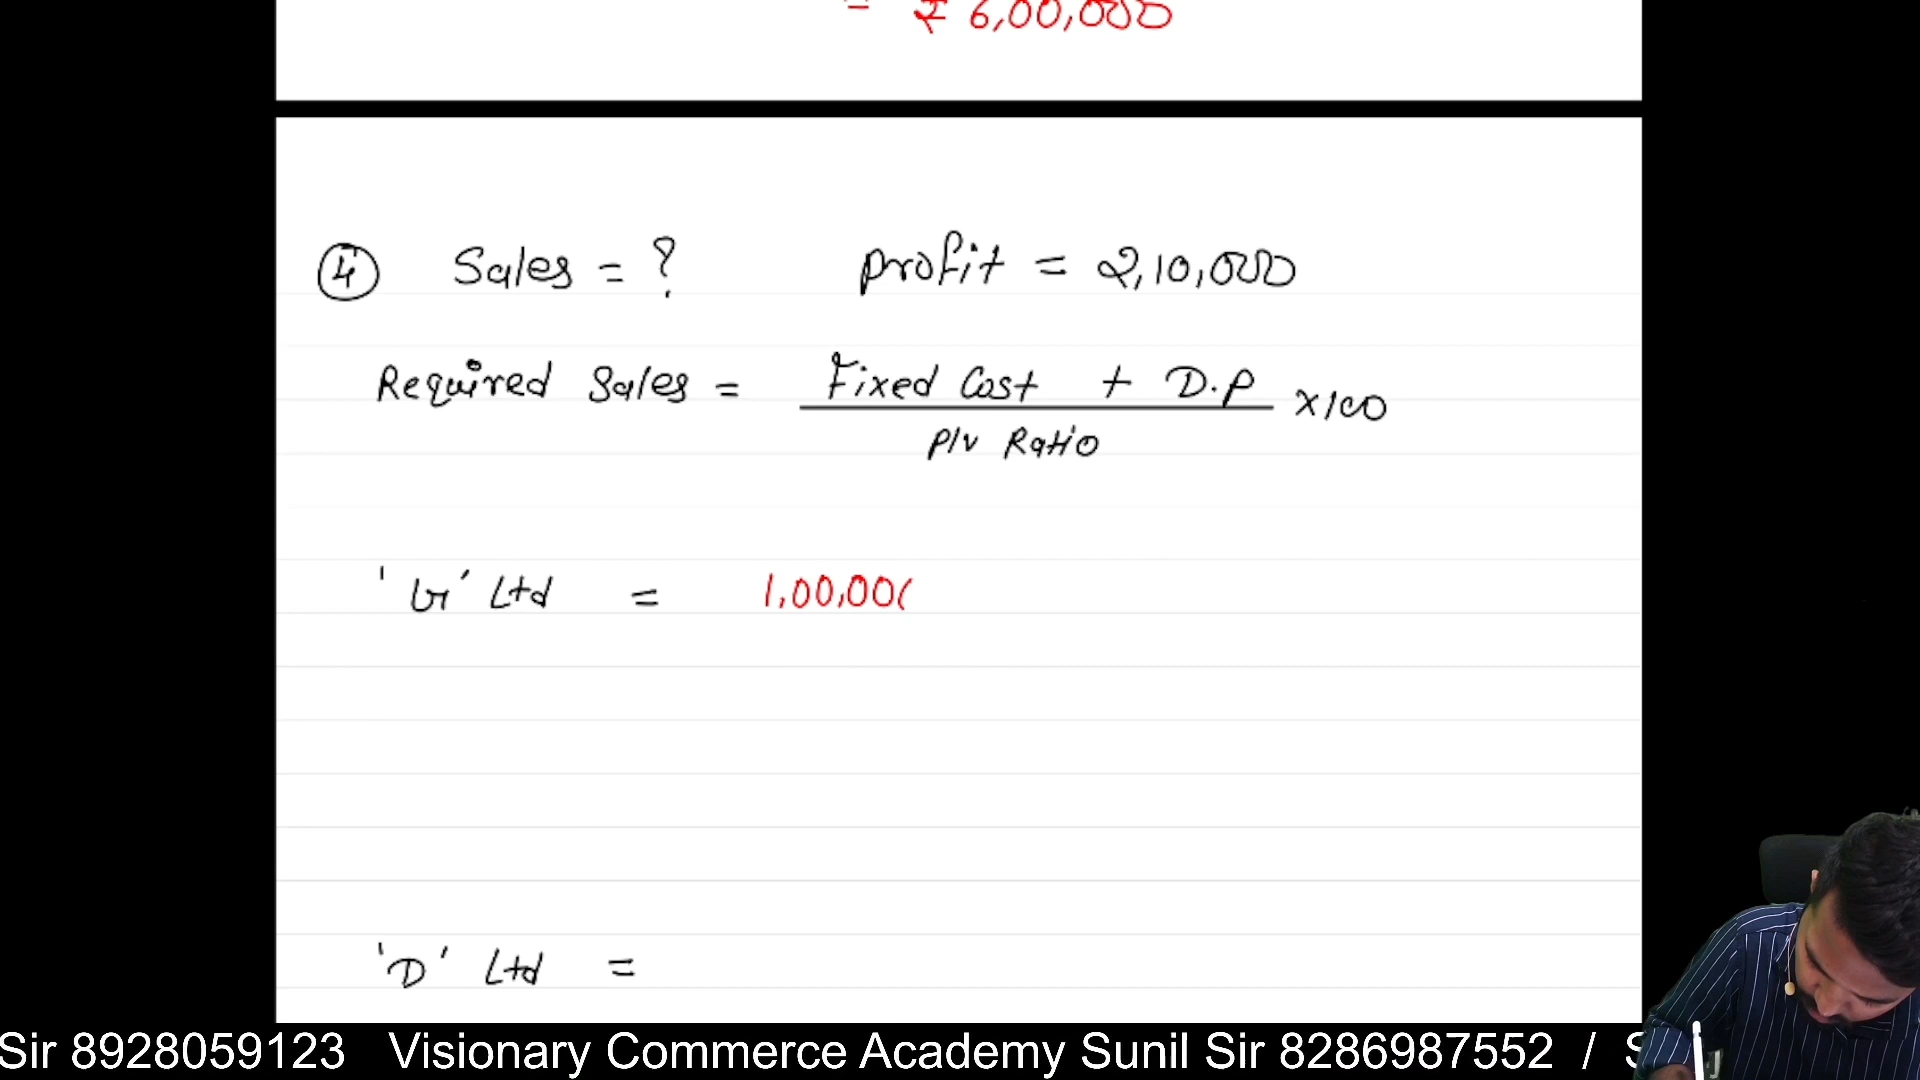 = ₹ 6,00,000
④ Sales = ? profit = 2,10,000
Required Sales = Fixed Cost + D.P × 100
P/V Ratio
'G' Ltd = 1,00,00
'D' Ltd =
Sir 8928059123 Visionary Commerce Academy Sunil Sir 8286987552 / S